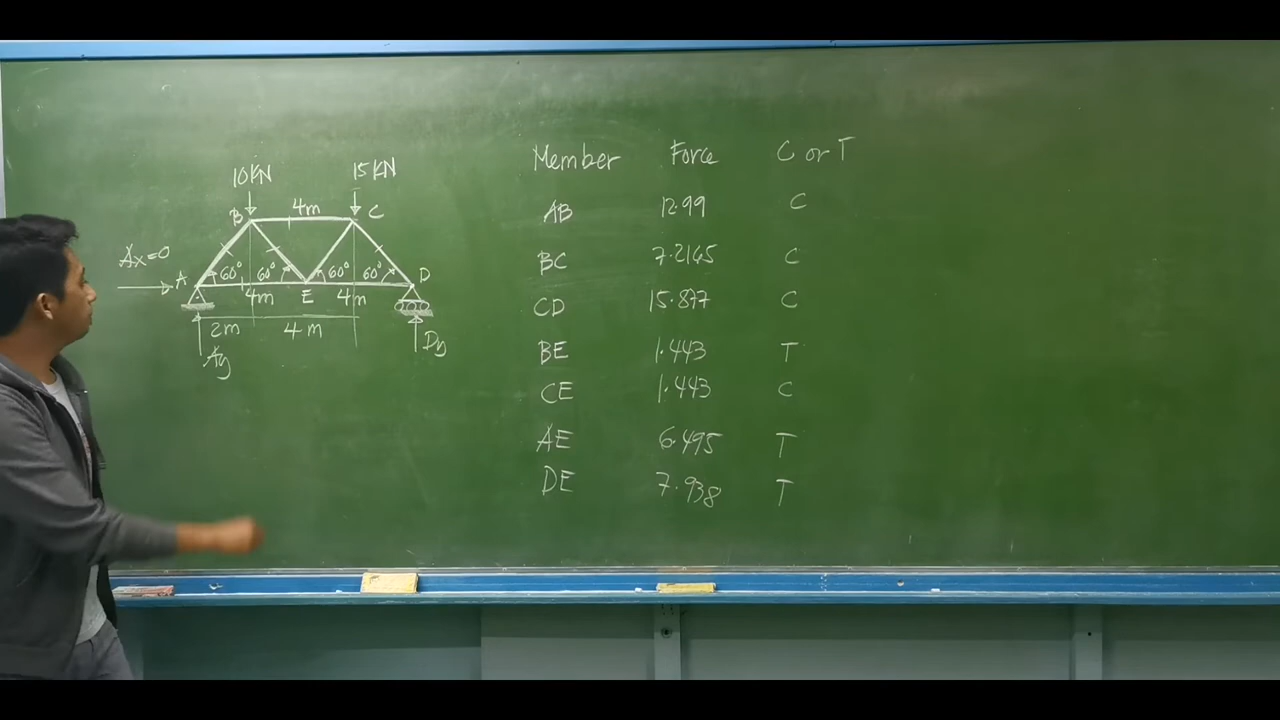 10KN 15KN
B 4m C
Ax=0
A 60° 60° 60° 60° D
4m E 4m
2m 4m
Ay Dy
Member Force C or T
AB 12.99 C
BC 7.2165 C
CD 15.877 C
BE 1.443 T
CE 1.443 C
AE 6.495 T
DE 7.938 T